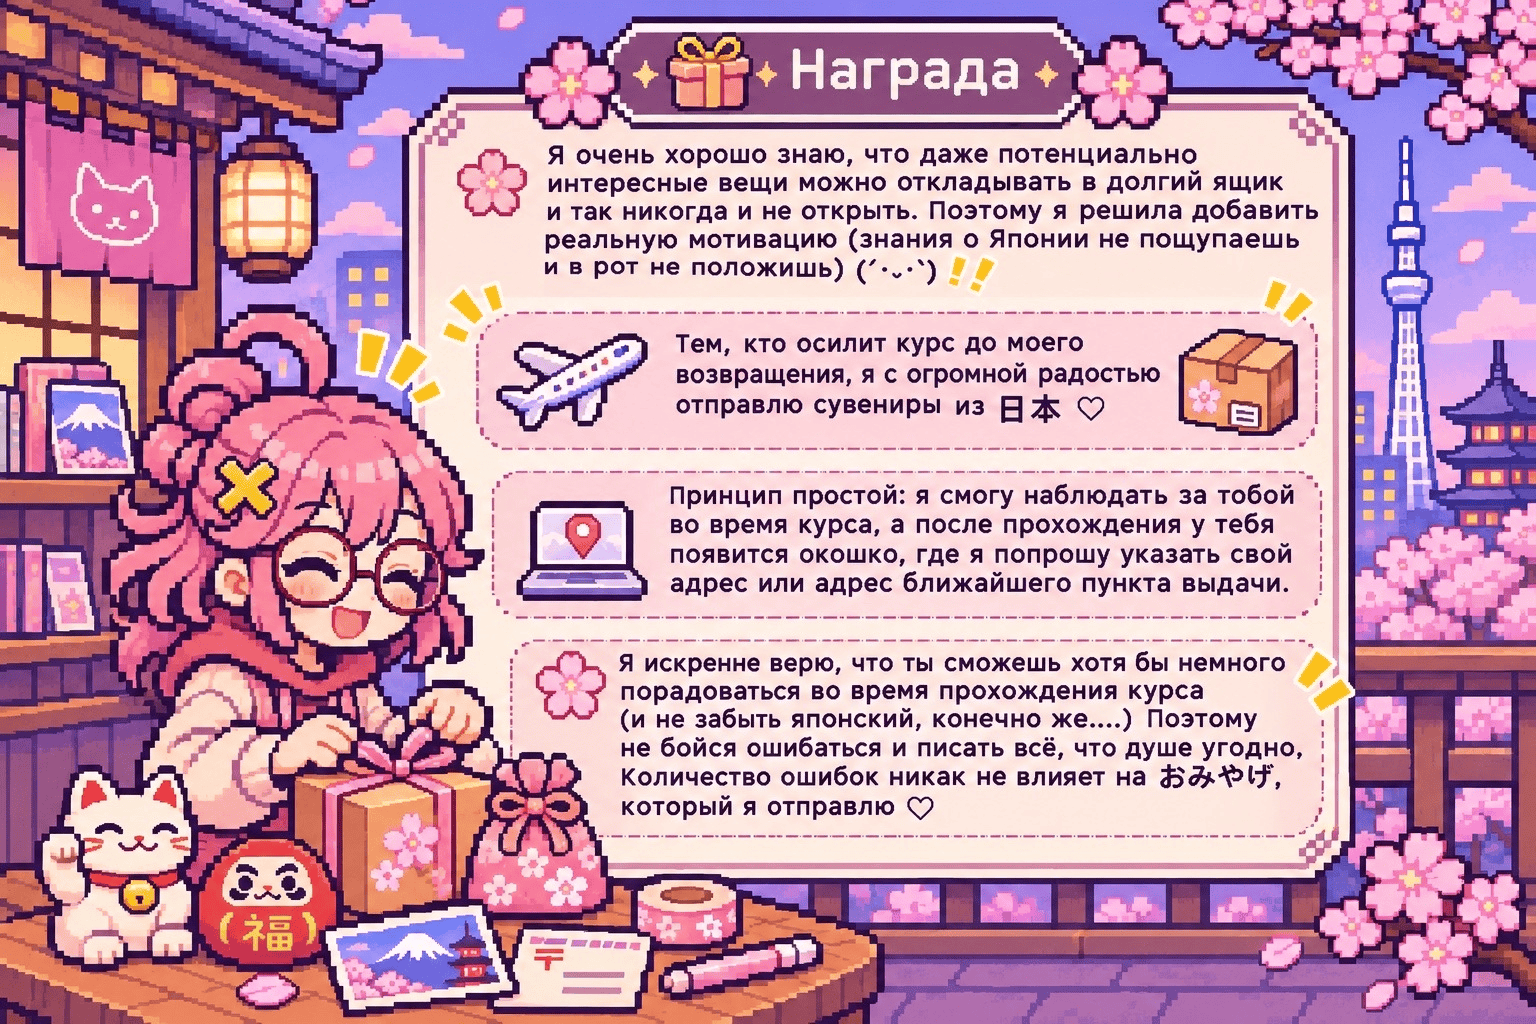 Награда
Я очень хорошо знаю, что даже потенциально
интересные вещи можно откладывать в долгий ящик
и так никогда и не открыть. Поэтому я решила добавить
реальную мотивацию (знания о Японии не пощупаешь
и в рот не положишь) (´･ᴗ･`) !!
Тем, кто осилит курс до моего
возвращения, я с огромной радостью
отправлю сувениры из 日本 ♡
Принцип простой: я смогу наблюдать за тобой
во время курса, а после прохождения у тебя
появится окошко, где я попрошу указать свой
адрес или адрес ближайшего пункта выдачи.
Я искренне верю, что ты сможешь хотя бы немного
порадоваться во время прохождения курса
(и не забыть японский, конечно же....) Поэтому
не бойся ошибаться и писать всё, что душе угодно,
Количество ошибок никак не влияет на おみやげ,
который я отправлю ♡
福
〒